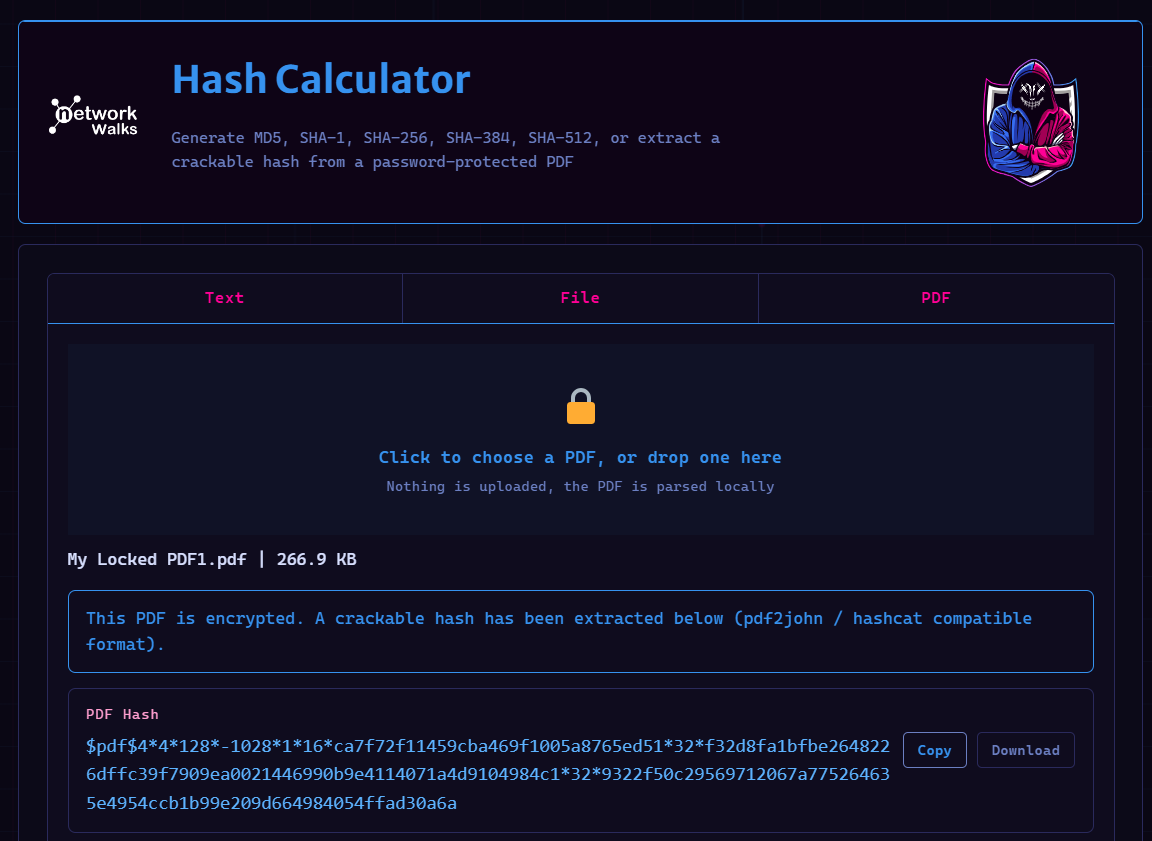 network
Walks
Hash Calculator
Generate MD5, SHA-1, SHA-256, SHA-384, SHA-512, or extract a
crackable hash from a password-protected PDF
Text
File
PDF
Click to choose a PDF, or drop one here
Nothing is uploaded, the PDF is parsed locally
My Locked PDF1.pdf | 266.9 KB
This PDF is encrypted. A crackable hash has been extracted below (pdf2john / hashcat compatible
format).
PDF Hash
$pdf$4*4*128*-1028*1*16*ca7f72f11459cba469f1005a8765ed51*32*f32d8fa1bfbe264822
6dffc39f7909ea0021446990b9e4114071a4d9104984c1*32*9322f50c29569712067a77526463
5e4954ccb1b99e209d664984054ffad30a6a
Copy
Download